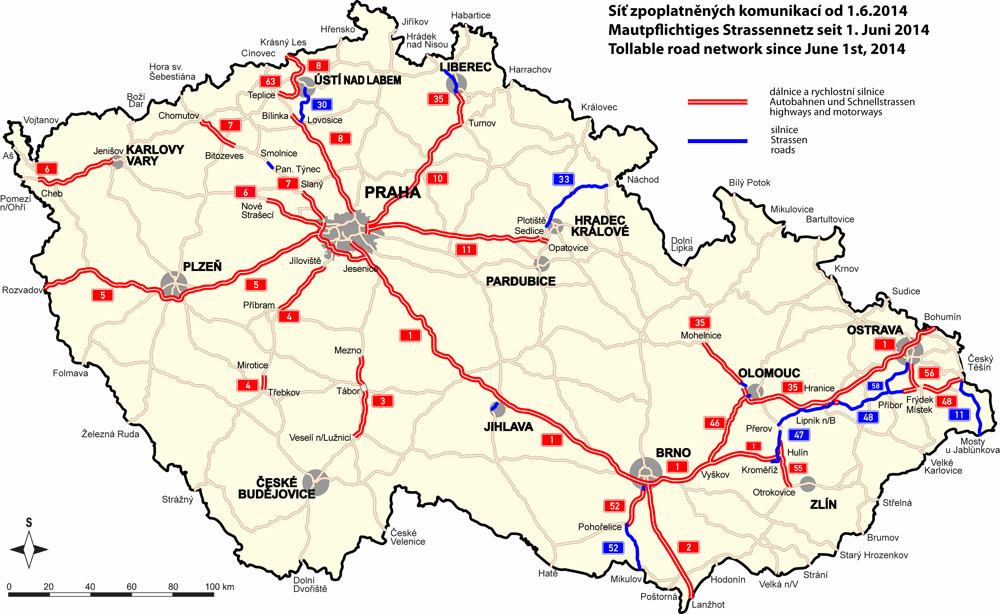 Síť zpoplatněných komunikací od 1.6.2014
Mautpflichtiges Strassennetz seit 1. Juni 2014
Tollable road network since June 1st, 2014
dálnice a rychlostní silnice
Autobahnen und Schnellstrassen
highways and motorways
silnice
Strassen
roads
Habartice
Jiříkov
Hřensko
Hrádek
nad Nisou
Krásný Les
Cínovec
8
LIBEREC
Hora sv.
Šebestiána
Harrachov
63
ÚSTÍ NAD LABEM
Teplice
Boží
Dar
35
30
Královec
Chomutov
Bílinka
Lovosice
Vojtanov
7
Turnov
8
Jenišov
KARLOVY
VARY
Aš
Bitozeves
Smolnice
6
Pan. Týnec
10
33
Náchod
7
Slaný
Bílý Potok
Cheb
6
PRAHA
Pomezí
n/Ohří
Nové
Strašecí
Mikulovice
Plotiště
Sedlice
HRADEC
KRÁLOVÉ
Bartultovice
11
Opatovice
Dolní
Lipka
Jíloviště
Jesenice
PLZEŇ
Krnov
PARDUBICE
5
Rozvadov
5
Sudice
Příbram
4
Bohumín
35
OSTRAVA
1
Mohelnice
1
Mezno
Český
Těšín
Mirotice
Folmava
OLOMOUC
56
4
35
Hranice
58
Třebkov
Tábor
3
Příbor
Frýdek
Místek
48
11
48
Lipník n/B
46
JIHLAVA
Přerov
Železná Ruda
Veselí n/Lužnicí
1
47
Mosty
u Jablůnkova
1
Hulín
BRNO
1
Velké
Karlovice
Kroměříž
55
Vyškov
ČESKÉ
BUDĚJOVICE
Otrokovice
Strážný
52
ZLÍN
Střelná
S
Pohořelice
České
Velenice
Brumov
52
2
Starý Hrozenkov
Hatě
Mikulov
Strání
Dolní
Dvořiště
Hodonín
Velká n/V
0 20 40 60 80 100 km
Poštorná
Lanžhot